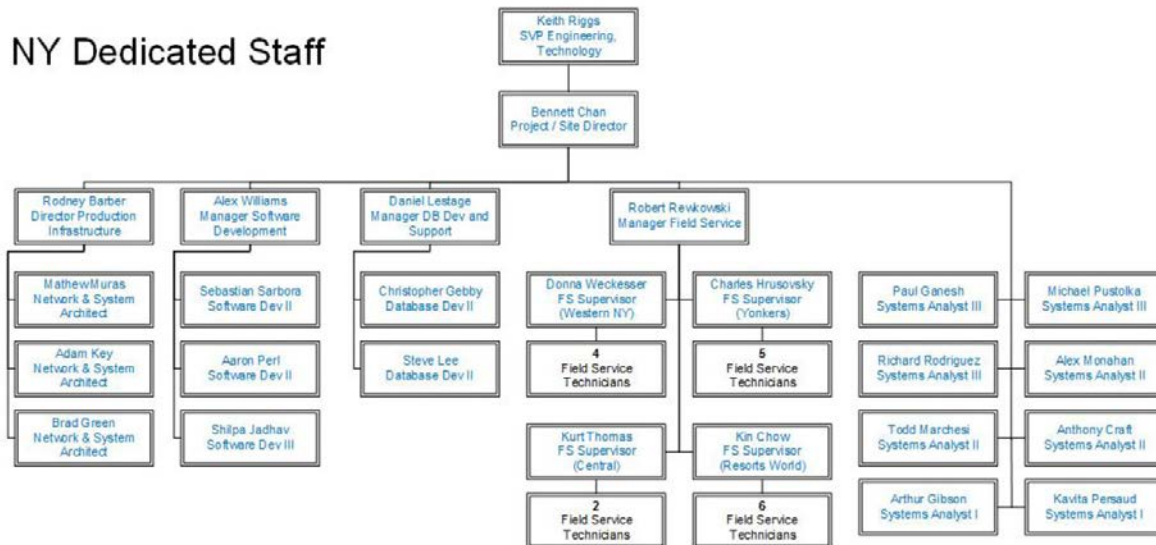 NY Dedicated Staff
Keith Riggs
SVP Engineering,
Technology
Bennett Chan
Project / Site Director
Rodney Barber
Director Production
Infrastructure
Alex Williams
Manager Software
Development
Daniel Lestage
Manager DB Dev and
Support
Robert Rewkowski
Manager Field Service
Mathew Muras
Network & System
Architect
Adam Key
Network & System
Architect
Brad Green
Network & System
Architect
Sebastian Sarbora
Software Dev II
Aaron Perl
Software Dev II
Shilpa Jadhav
Software Dev III
Christopher Gebby
Database Dev II
Steve Lee
Database Dev II
Donna Weckesser
FS Supervisor
(Western NY)
4
Field Service
Technicians
Charles Hrusovsky
FS Supervisor
(Yonkers)
5
Field Service
Technicians
Kurt Thomas
FS Supervisor
(Central)
2
Field Service
Technicians
Kin Chow
FS Supervisor
(Resorts World)
6
Field Service
Technicians
Paul Ganesh
Systems Analyst III
Michael Pustolka
Systems Analyst III
Richard Rodriguez
Systems Analyst III
Alex Monahan
Systems Analyst II
Todd Marchesi
Systems Analyst II
Anthony Craft
Systems Analyst II
Arthur Gibson
Systems Analyst I
Kavita Persaud
Systems Analyst I